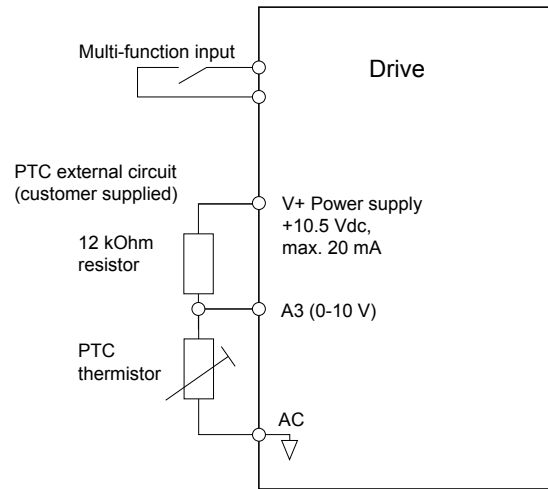 Multi-function input
Drive
PTC external circuit
(customer supplied)
V+ Power supply
+10.5 Vdc,
max. 20 mA
12 kOhm
resistor
A3 (0-10 V)
PTC
thermistor
AC